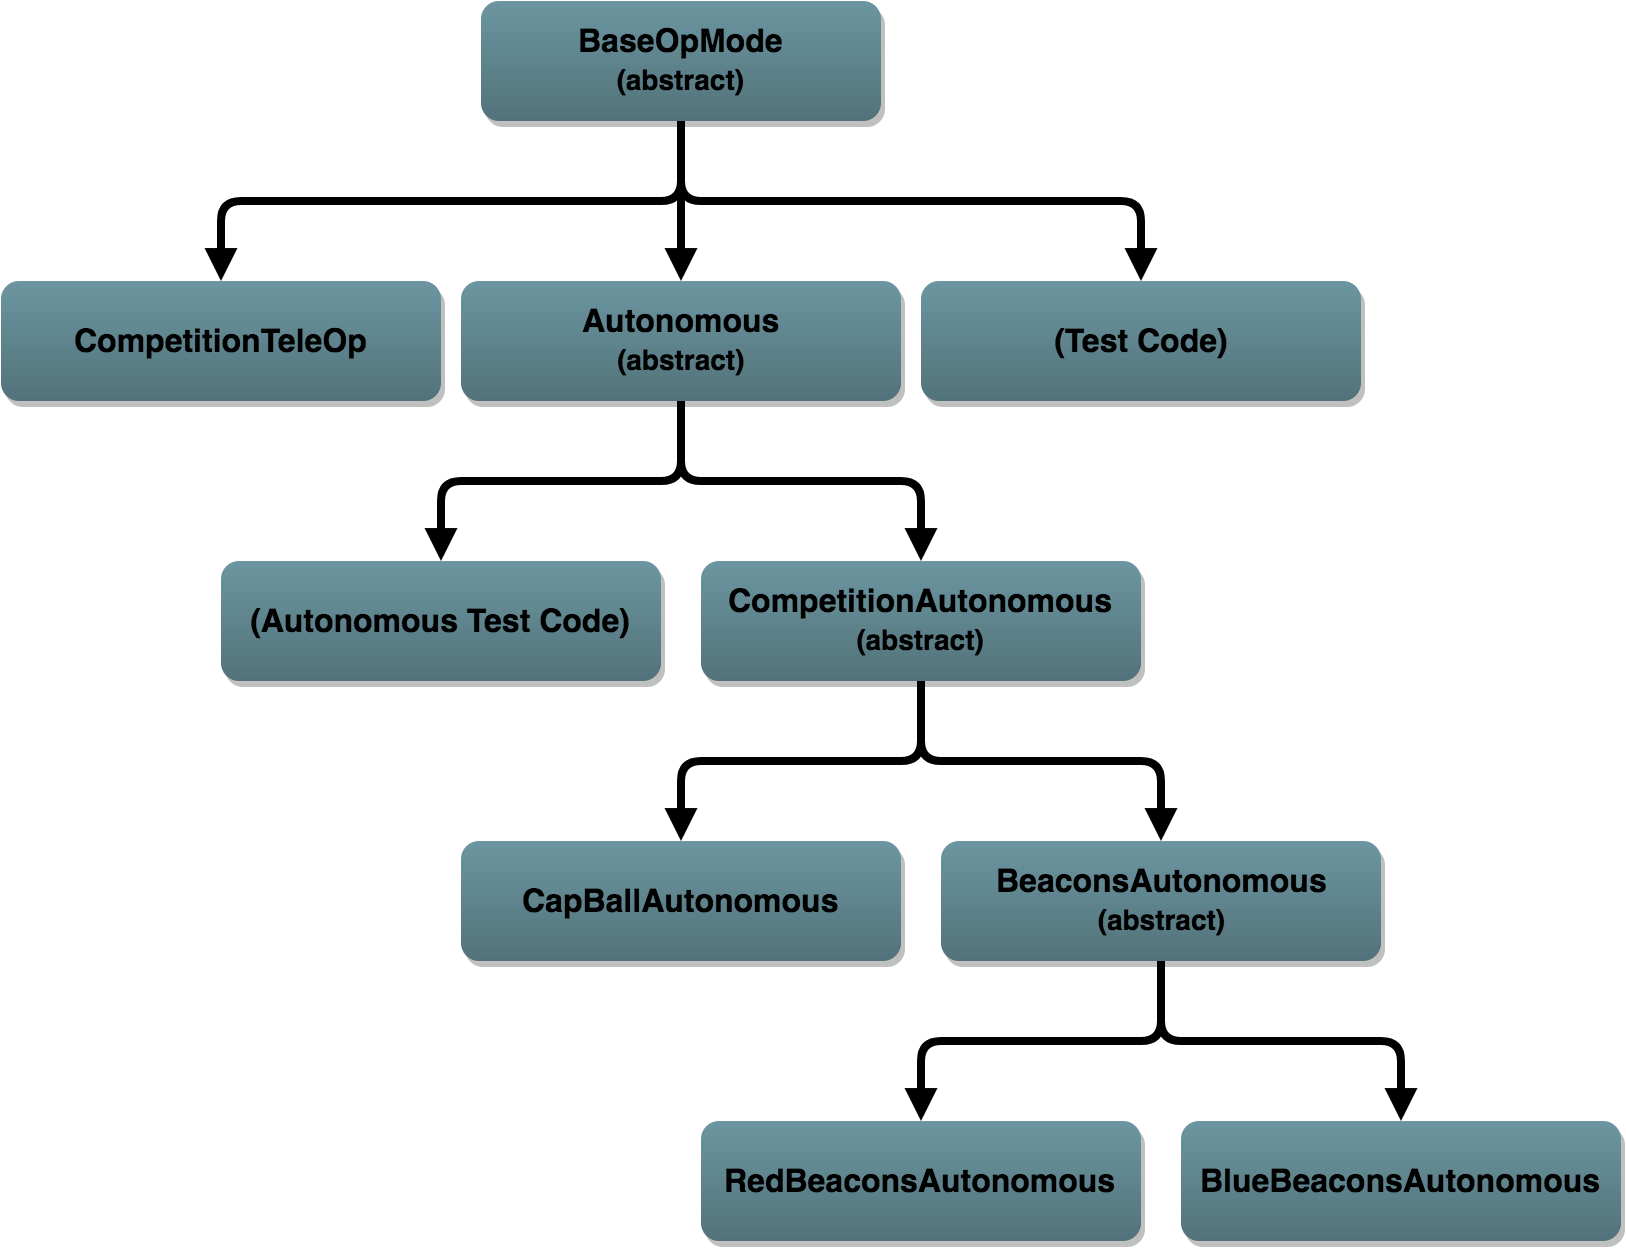 BaseOpMode
(abstract)
CompetitionTeleOp
Autonomous
(abstract)
(Test Code)
(Autonomous Test Code)
CompetitionAutonomous
(abstract)
CapBallAutonomous
BeaconsAutonomous
(abstract)
RedBeaconsAutonomous
BlueBeaconsAutonomous